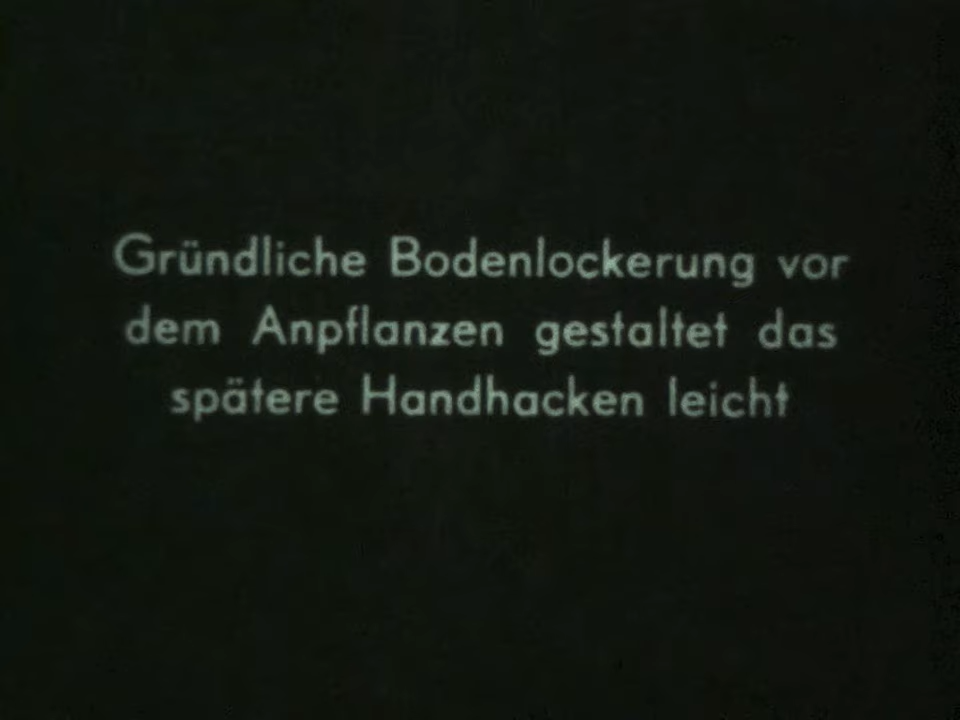 Gründliche Bodenlockerung vor
dem Anpflanzen gestaltet das
spätere Handhacken leicht